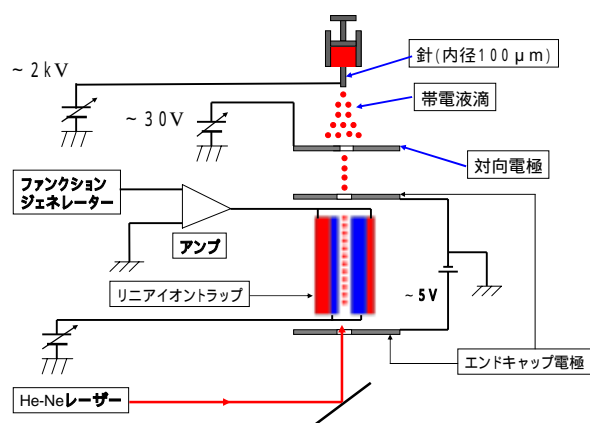 ~2kV
針(内径100μm)
帯電液滴
~30V
対向電極
ファンクション
ジェネレーター
アンプ
リニアイオントラップ
~5V
エンドキャップ電極
He-Neレーザー